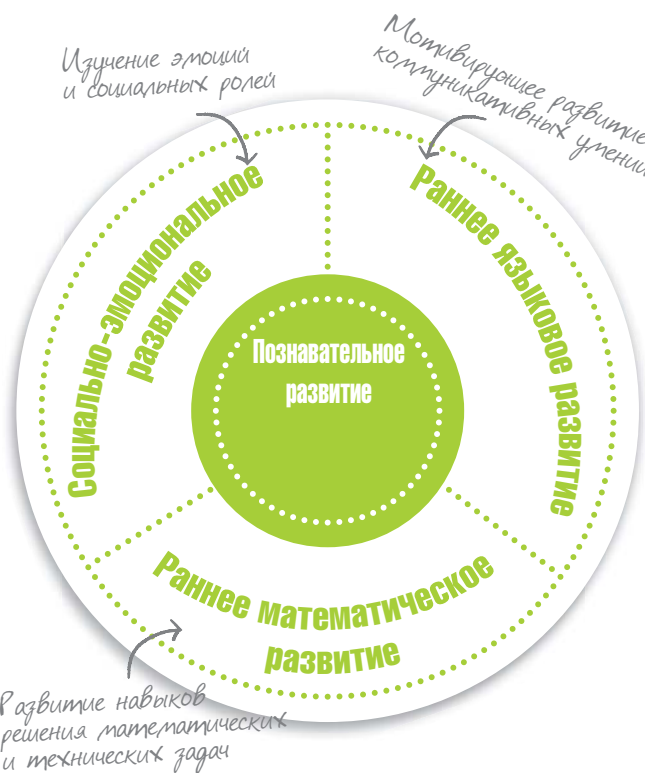 Изучение эмоций
и социальных ролей
Мотивирующее развитие
коммуникативных умений
Социально-эмоциональное
развитие
Раннее языковое развитие
Познавательное
развитие
Раннее математическое
развитие
Развитие навыков
решения математических
и технических задач